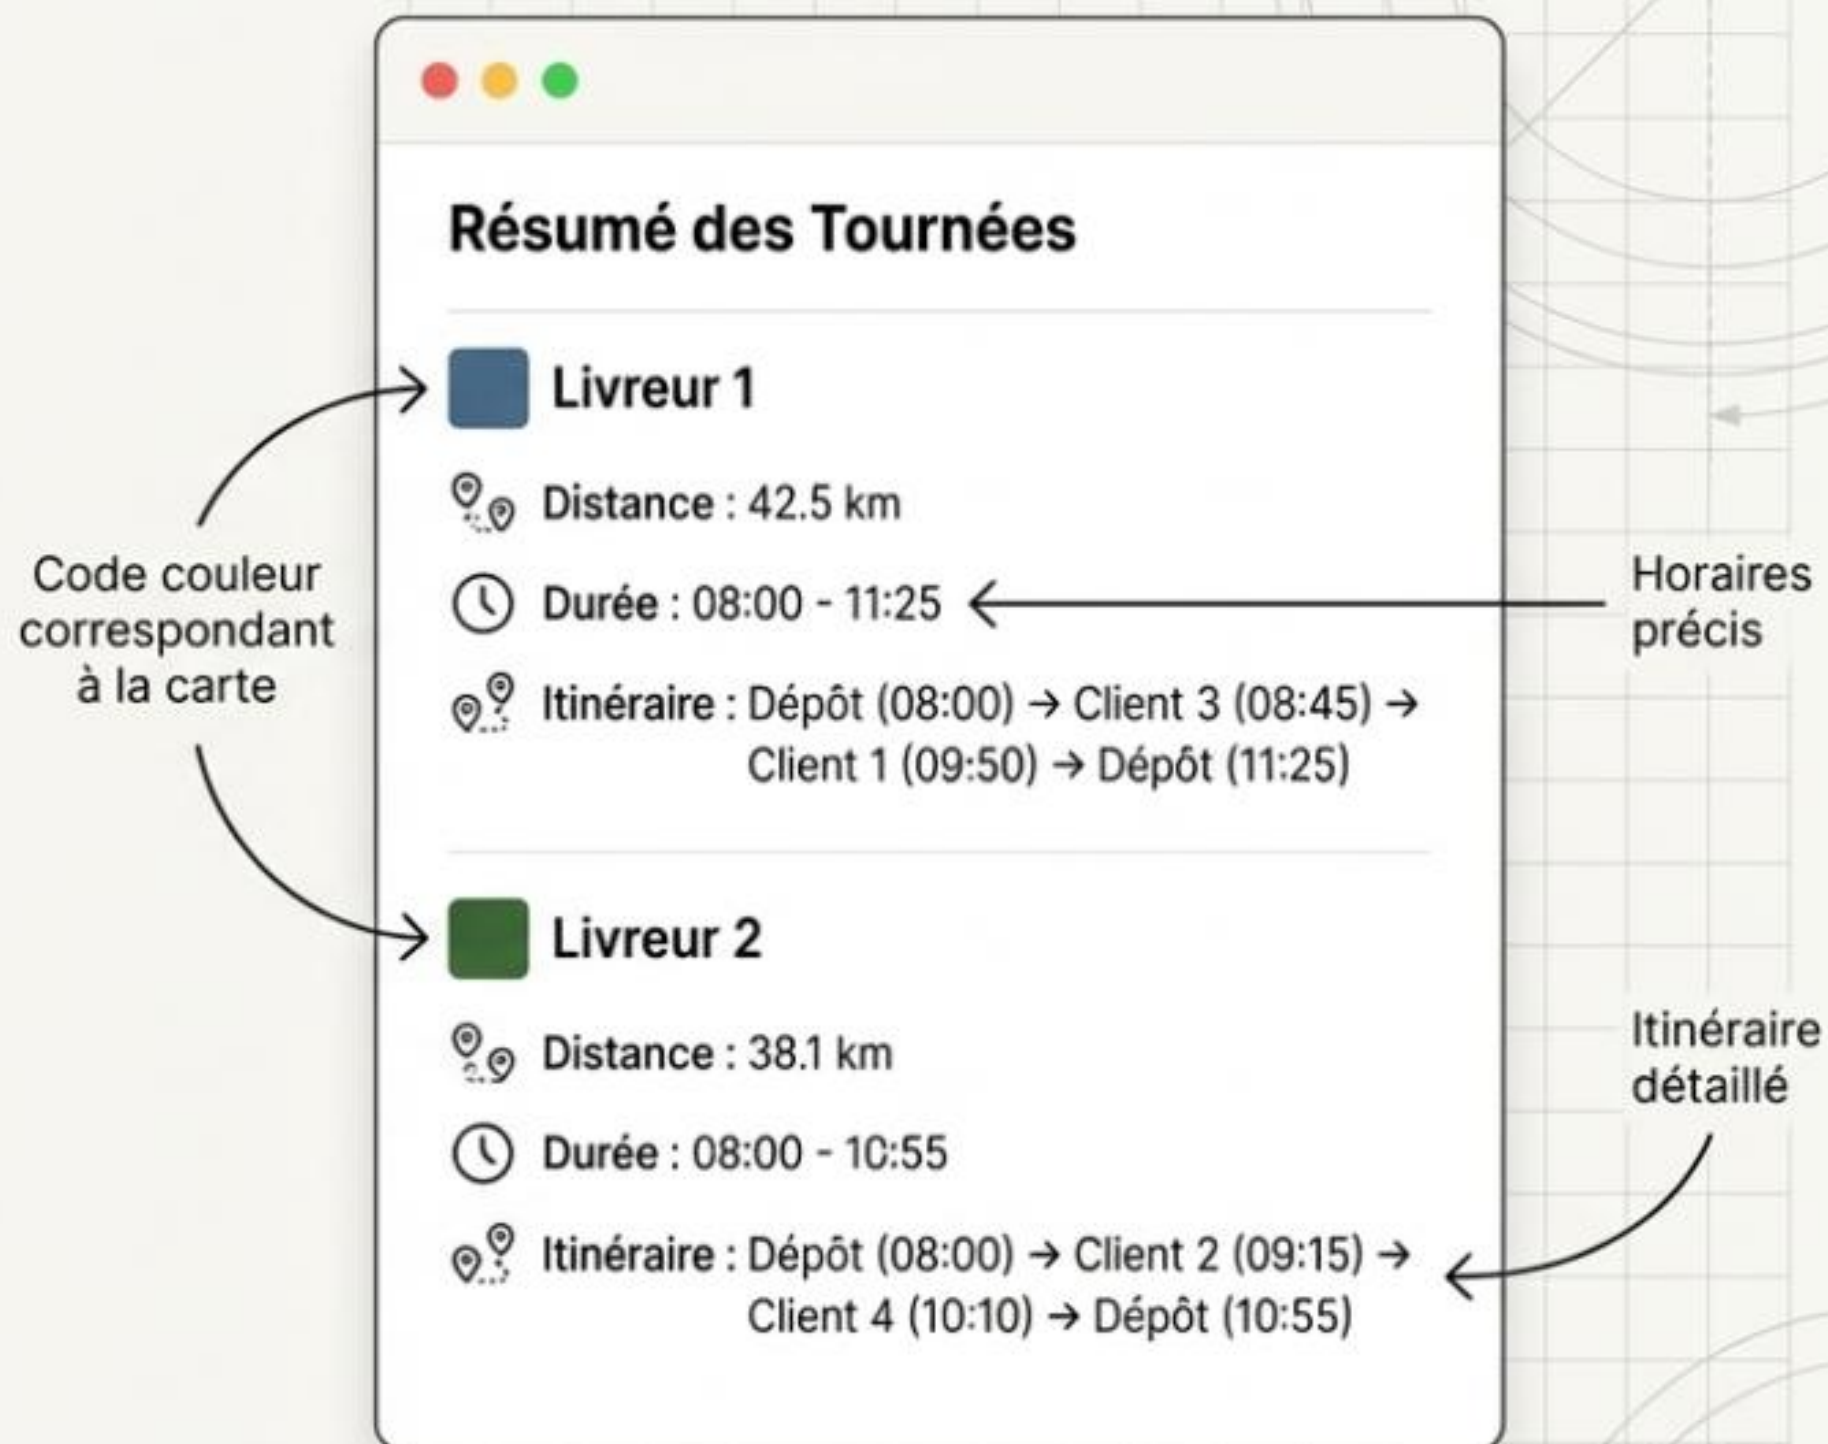 Résumé des Tournées
Livreur 1
Distance : 42.5 km
Durée : 08:00 - 11:25
Itinéraire : Dépôt (08:00) → Client 3 (08:45) →
Client 1 (09:50) → Dépôt (11:25)
Livreur 2
Distance : 38.1 km
Durée : 08:00 - 10:55
Itinéraire : Dépôt (08:00) → Client 2 (09:15) →
Client 4 (10:10) → Dépôt (10:55)
Code couleur
correspondant
à la carte
Horaires
précis
Itinéraire
détaillé